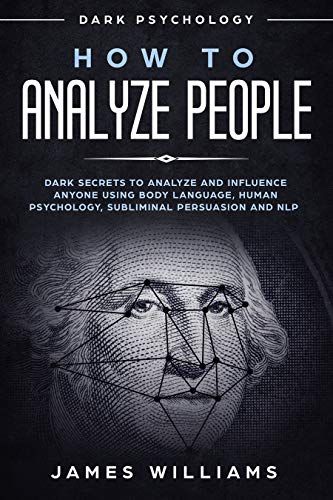 DARK PSYCHOLOGY
HOW TO
ANALYZE PEOPLE
DARK SECRETS TO ANALYZE AND INFLUENCE
ANYONE USING BODY LANGUAGE, HUMAN
PSYCHOLOGY, SUBLIMINAL PERSUASION AND NLP
JAMES WILLIAMS